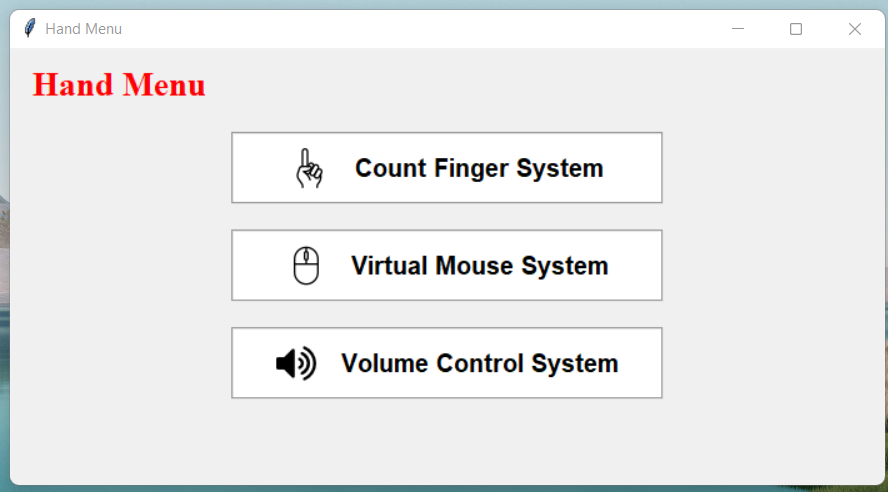 Hand Menu
Hand Menu
Count Finger System
Virtual Mouse System
Volume Control System